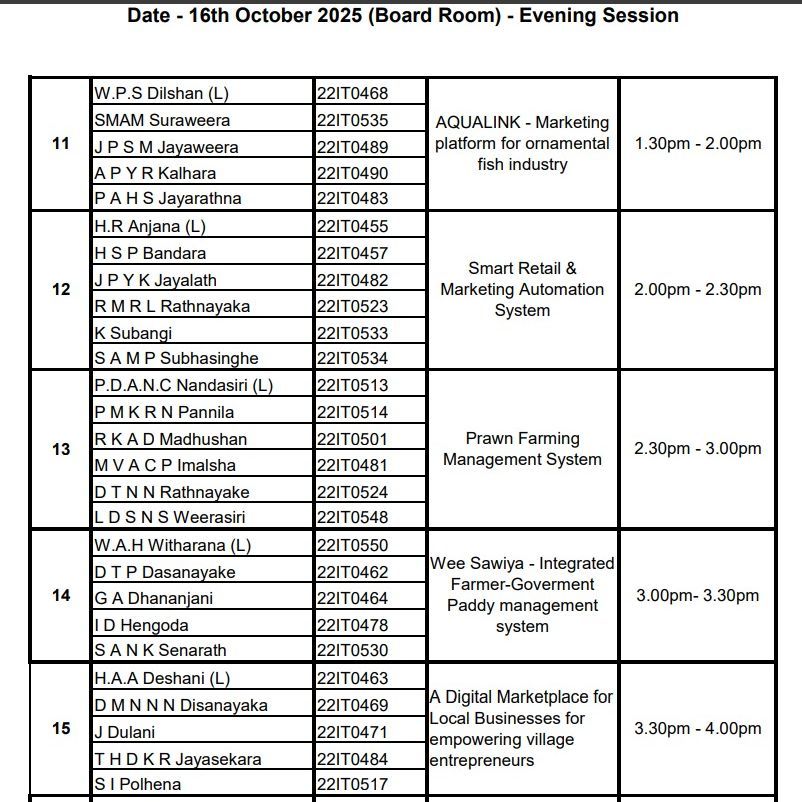 Date - 16th October 2025 (Board Room) - Evening Session
11
W.P.S Dilshan (L) 22IT0468
SMAM Suraweera 22IT0535
J P S M Jayaweera 22IT0489
A P Y R Kalhara 22IT0490
P A H S Jayarathna 22IT0483
AQUALINK - Marketing
platform for ornamental
fish industry
1.30pm - 2.00pm
12
H.R Anjana (L) 22IT0455
H S P Bandara 22IT0457
J P Y K Jayalath 22IT0482
R M R L Rathnayaka 22IT0523
K Subangi 22IT0533
S A M P Subhasinghe 22IT0534
Smart Retail &
Marketing Automation
System
2.00pm - 2.30pm
13
P.D.A.N.C Nandasiri (L) 22IT0513
P M K R N Pannila 22IT0514
R K A D Madhushan 22IT0501
M V A C P Imalsha 22IT0481
D T N N Rathnayake 22IT0524
L D S N S Weerasiri 22IT0548
Prawn Farming
Management System
2.30pm - 3.00pm
14
W.A.H Witharana (L) 22IT0550
D T P Dasanayake 22IT0462
G A Dhananjani 22IT0464
I D Hengoda 22IT0478
S A N K Senarath 22IT0530
Wee Sawiya - Integrated
Farmer-Goverment
Paddy management
system
3.00pm- 3.30pm
15
H.A.A Deshani (L) 22IT0463
D M N N N Disanayaka 22IT0469
J Dulani 22IT0471
T H D K R Jayasekara 22IT0484
S I Polhena 22IT0517
A Digital Marketplace for
Local Businesses for
empowering village
entrepreneurs
3.30pm - 4.00pm